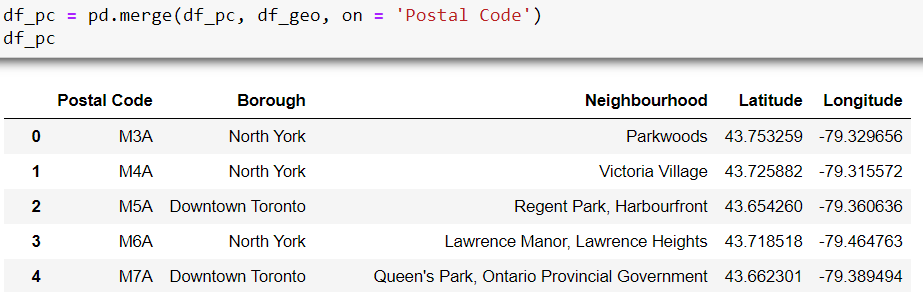 df_pc = pd.merge(df_pc, df_geo, on = 'Postal Code')
df_pc
Postal Code Borough Neighbourhood Latitude Longitude
0 M3A North York Parkwoods 43.753259 -79.329656
1 M4A North York Victoria Village 43.725882 -79.315572
2 M5A Downtown Toronto Regent Park, Harbourfront 43.654260 -79.360636
3 M6A North York Lawrence Manor, Lawrence Heights 43.718518 -79.464763
4 M7A Downtown Toronto Queen's Park, Ontario Provincial Government 43.662301 -79.389494